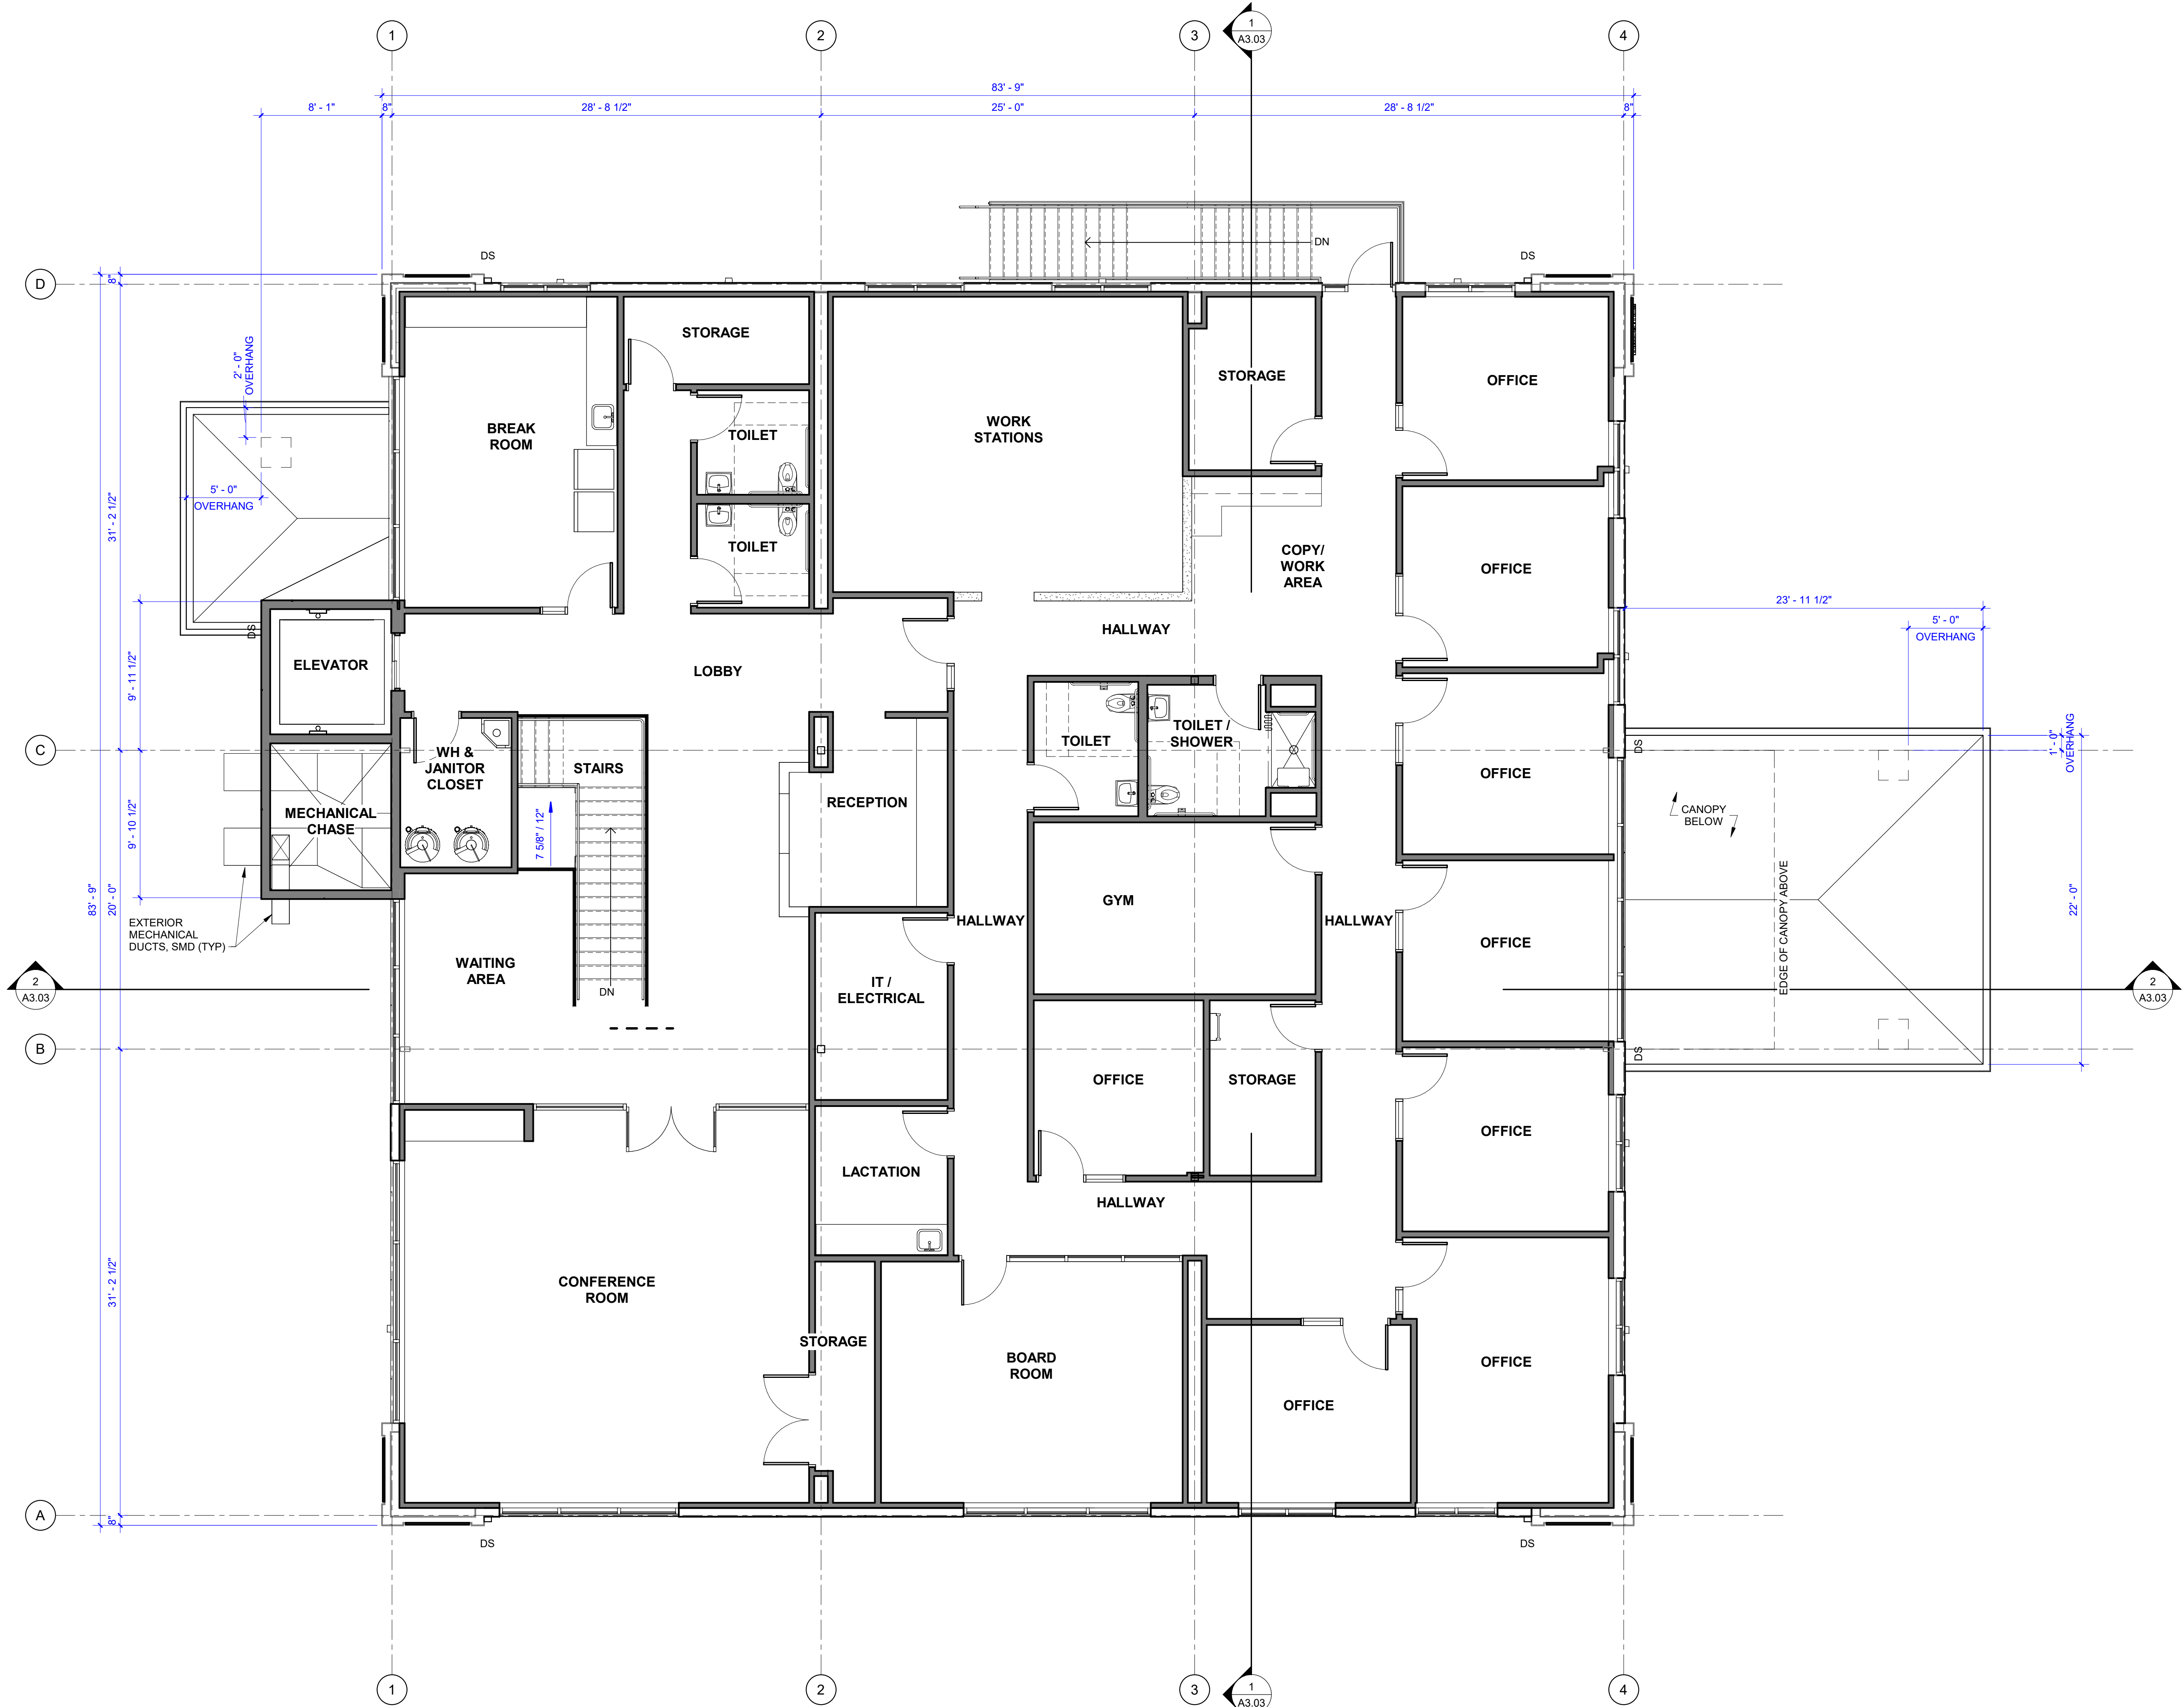 1
2
3
4
1
A3.03
83' - 9"
8' - 1"
8"
28' - 8 1/2"
25' - 0"
28' - 8 1/2"
8"
DS
DN
DS
D
8"
STORAGE
2' - 0"
OVERHANG
BREAK
ROOM
TOILET
WORK
STATIONS
STORAGE
OFFICE
5' - 0"
OVERHANG
31' - 2 1/2"
TOILET
COPY/
WORK
AREA
OFFICE
DS
ELEVATOR
LOBBY
HALLWAY
23' - 11 1/2"
5' - 0"
OVERHANG
9' - 11 1/2"
C
WH &
JANITOR
CLOSET
STAIRS
TOILET
TOILET /
SHOWER
OFFICE
DS
1' - 0"
OVERHANG
MECHANICAL
CHASE
7 5/8" / 12"
RECEPTION
CANOPY
BELOW
9' - 10 1/2"
83' - 9"
20' - 0"
EXTERIOR
MECHANICAL
DUCTS, SMD (TYP)
HALLWAY
GYM
HALLWAY
OFFICE
EDGE OF CANOPY ABOVE
22' - 0"
WAITING
AREA
DN
IT /
ELECTRICAL
2
A3.03
2
A3.03
B
DS
OFFICE
STORAGE
OFFICE
LACTATION
HALLWAY
31' - 2 1/2"
CONFERENCE
ROOM
STORAGE
BOARD
ROOM
OFFICE
OFFICE
A
8"
DS
DS
1
2
3
1
A3.03
4